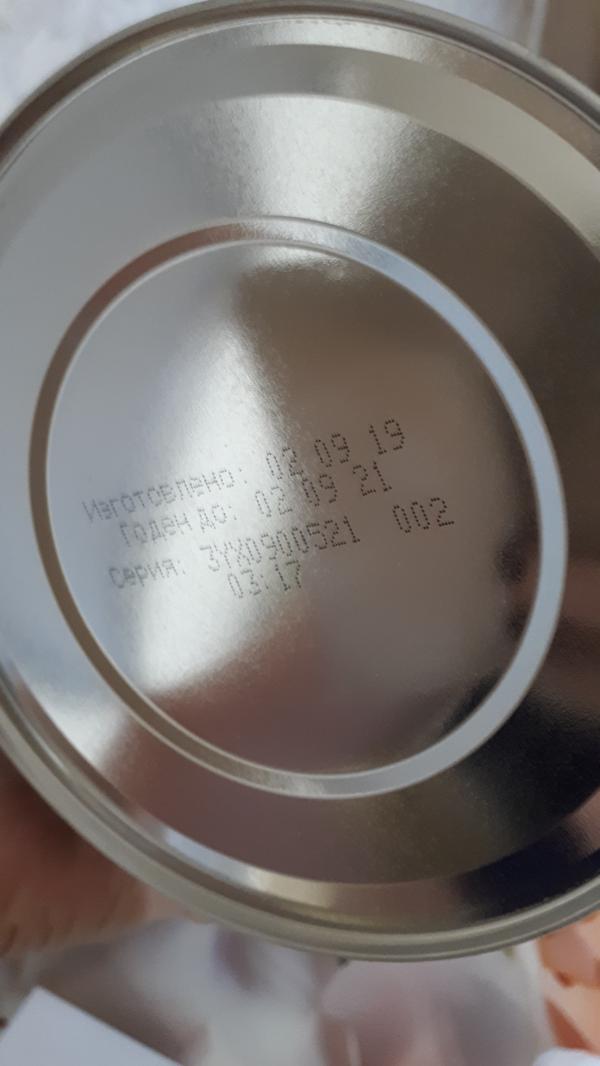 Изготовлено: 02 09 19
Годен до: 02 09 21
Серия: 3YX0900521 002
03:17